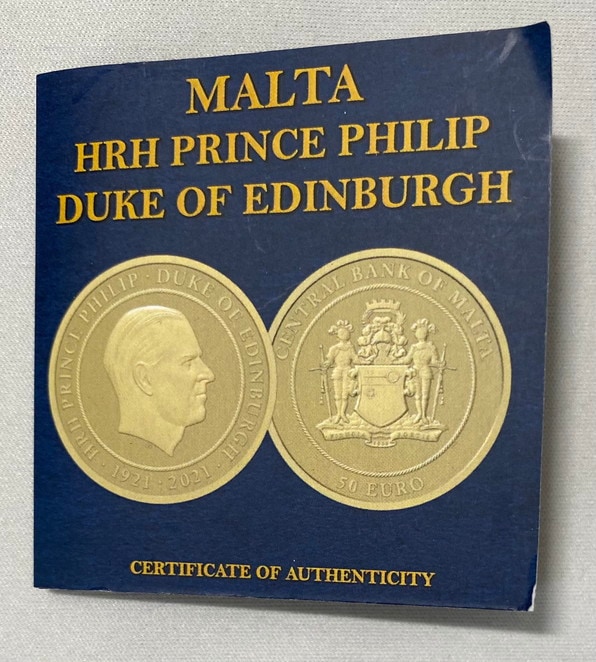 MALTA
HRH PRINCE PHILIP
DUKE OF EDINBURGH
HRH PRINCE PHILIP · DUKE OF EDINBURGH ·
· 1921 · 2021 ·
CENTRAL BANK OF MALTA
50 EURO
CERTIFICATE OF AUTHENTICITY